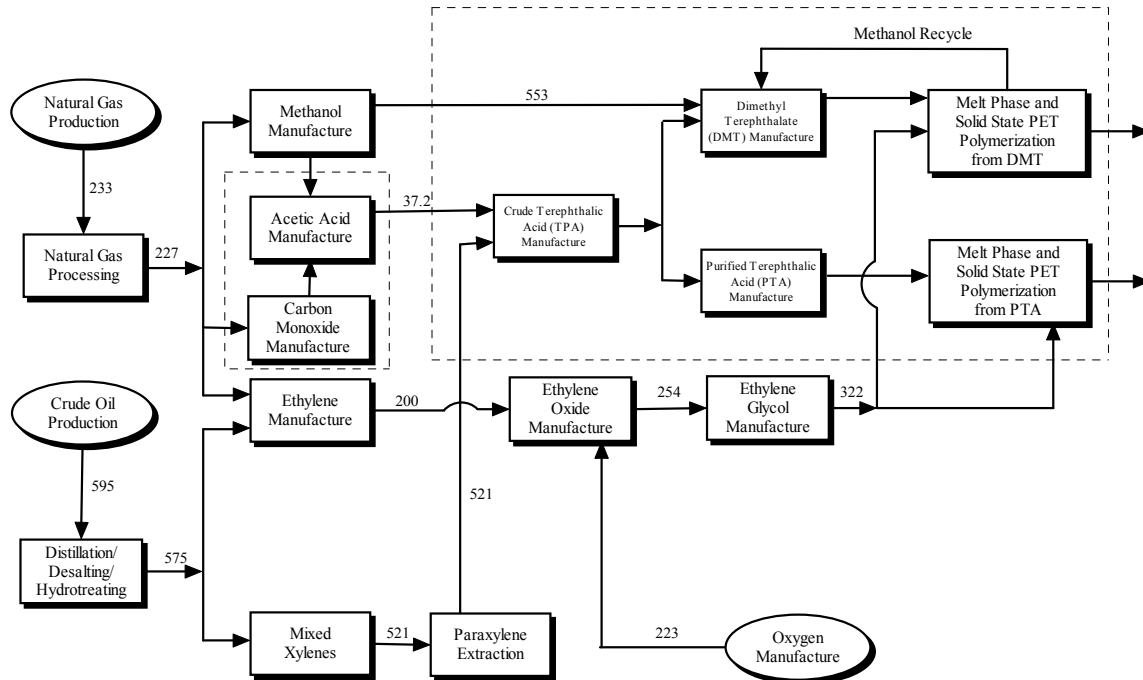 Methanol Recycle
Natural Gas
Production
Methanol
Manufacture
553
Dimethyl
Terephthalate
(DMT) Manufacture
Melt Phase and
Solid State PET
Polymerization
from DMT
233
Acetic Acid
Manufacture
37.2
Crude Terephthalic
Acid (TPA)
Manufacture
Natural Gas
Processing
227
Purified Terephthalic
Acid (PTA)
Manufacture
Melt Phase and
Solid State PET
Polymerization
from PTA
Carbon
Monoxide
Manufacture
Crude Oil
Production
Ethylene
Manufacture
200
Ethylene
Oxide
Manufacture
254
Ethylene
Glycol
Manufacture
322
595
521
Distillation/
Desalting/
Hydrotreating
575
Mixed
Xylenes
521
Paraxylene
Extraction
223
Oxygen
Manufacture